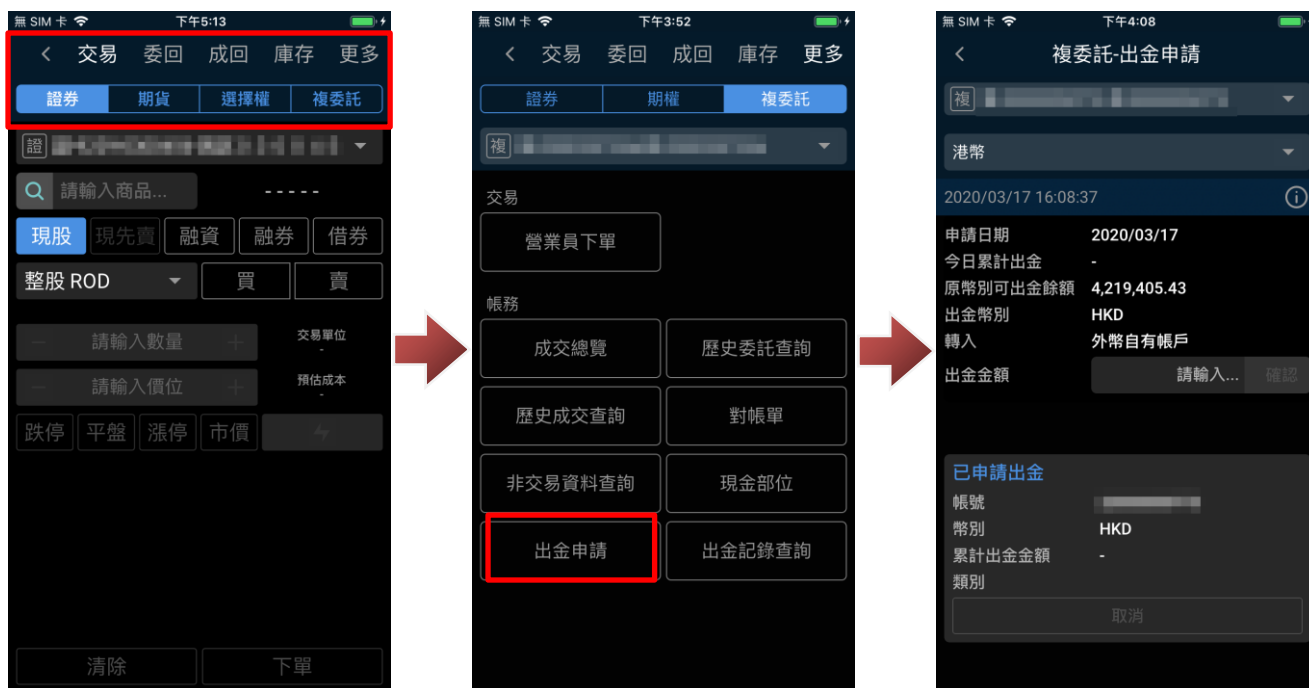 無 SIM 卡 下午5:13
交易 委回 成回 庫存 更多
證券 期貨 選擇權 複委託
證
請輸入商品... -----
現股 現先賣 融資 融券 借券
整股 ROD 買 賣
− 請輸入數量 + 交易單位
-
− 請輸入價位 + 預估成本
-
跌停 平盤 漲停 市價
清除 下單
無 SIM 卡 下午3:52
交易 委回 成回 庫存 更多
證券 期權 複委託
複
交易
營業員下單
帳務
成交總覽 歷史委託查詢
歷史成交查詢 對帳單
非交易資料查詢 現金部位
出金申請 出金記錄查詢
無 SIM 卡 下午4:08
複委託-出金申請
複
港幣
2020/03/17 16:08:37
申請日期 2020/03/17
今日累計出金 -
原幣別可出金餘額 4,219,405.43
出金幣別 HKD
轉入 外幣自有帳戶
出金金額 請輸入... 確認
已申請出金
帳號
幣別 HKD
累計出金金額 -
類別
取消